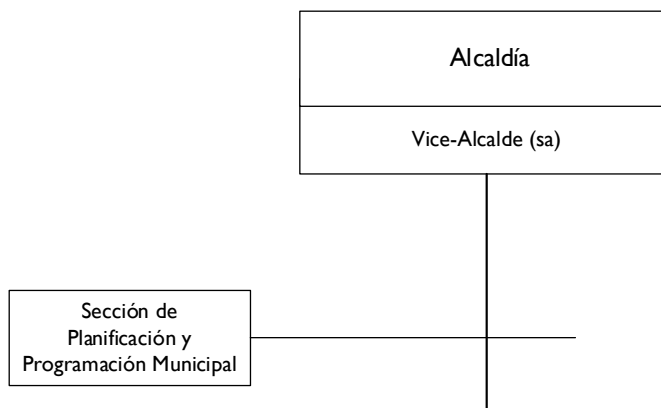 Alcaldía
Vice-Alcalde (sa)
Sección de
Planificación y
Programación Municipal